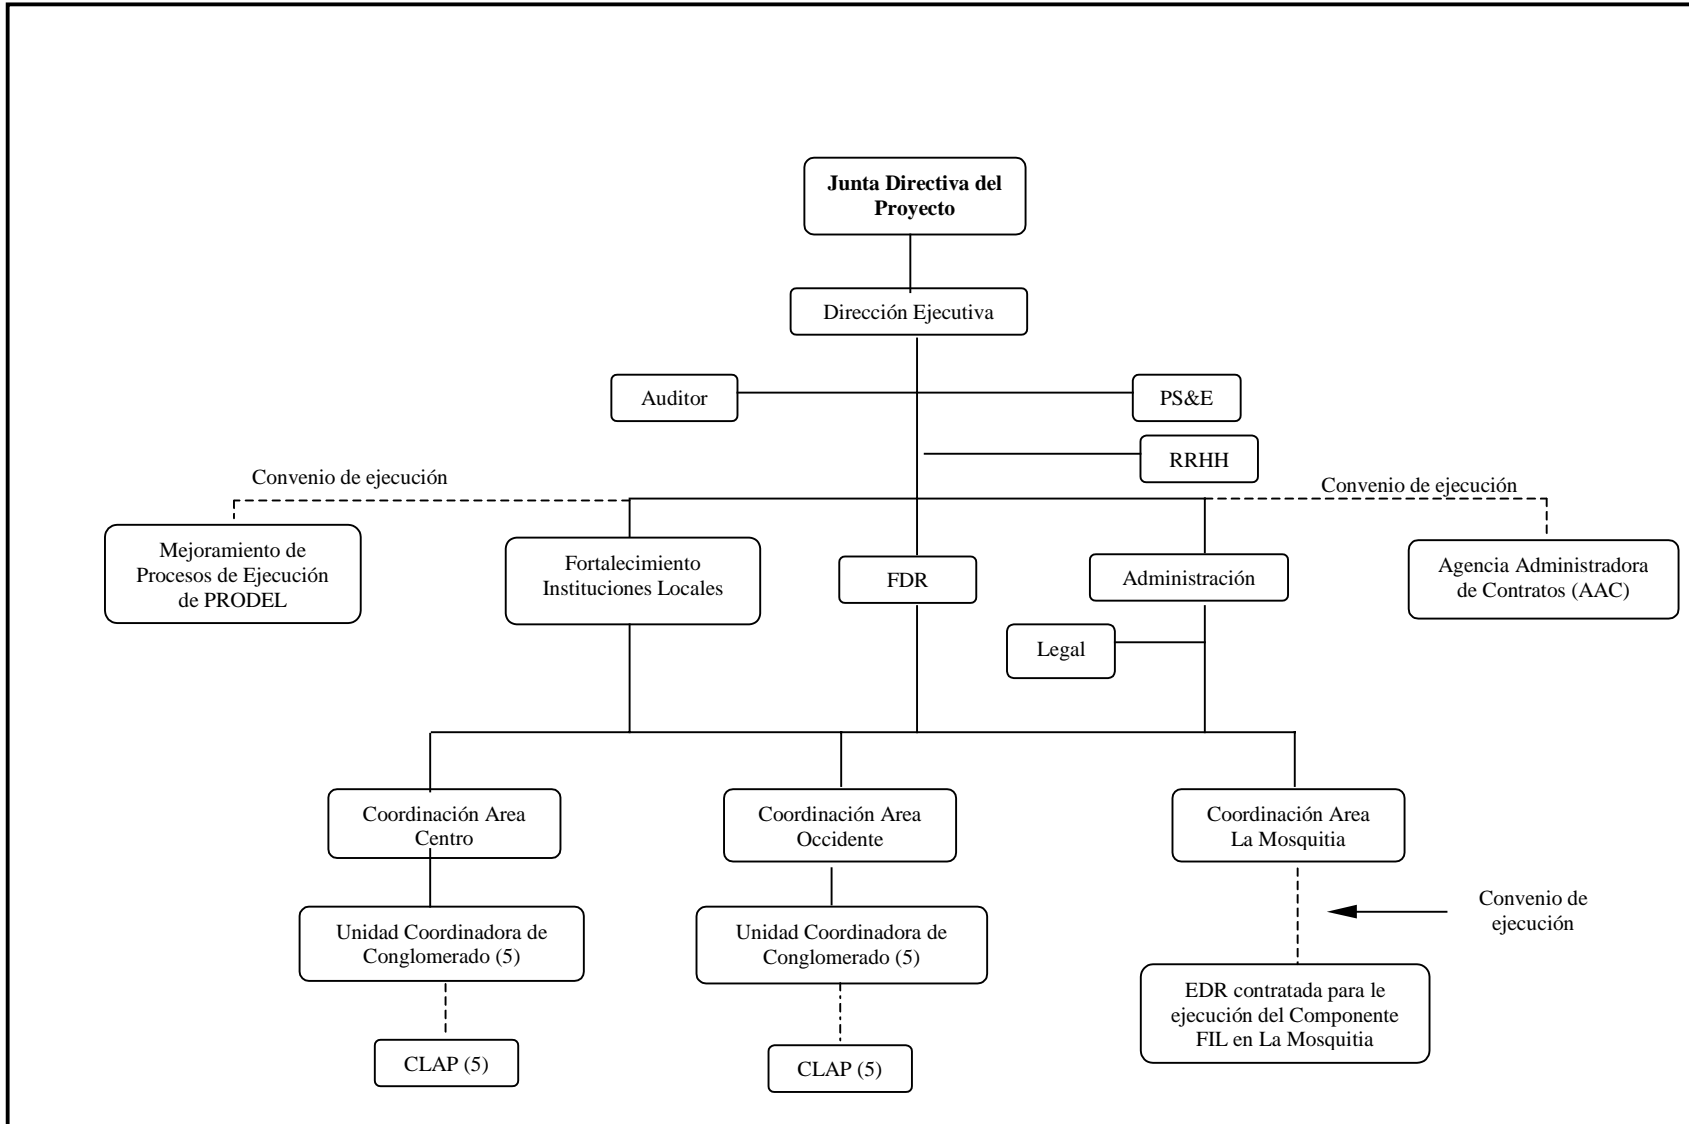 Junta Directiva del
Proyecto
Dirección Ejecutiva
Auditor
PS&E
RRHH
Convenio de ejecución
Convenio de ejecución
Mejoramiento de
Procesos de Ejecución
de PRODEL
Fortalecimiento
Instituciones Locales
FDR
Administración
Agencia Administradora
de Contratos (AAC)
Legal
Coordinación Area
Centro
Coordinación Area
Occidente
Coordinación Area
La Mosquitia
Convenio de
ejecución
Unidad Coordinadora de
Conglomerado (5)
Unidad Coordinadora de
Conglomerado (5)
EDR contratada para le
ejecución del Componente
FIL en La Mosquitia
CLAP (5)
CLAP (5)